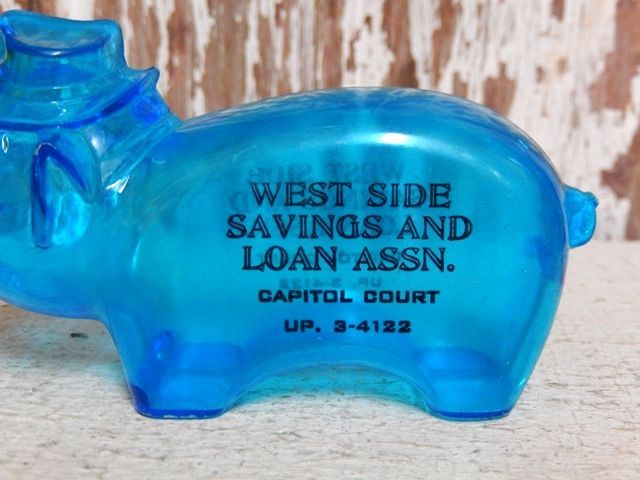 WEST SIDE
SAVINGS AND
LOAN ASSN.
CAPITOL COURT
UP. 3-4122